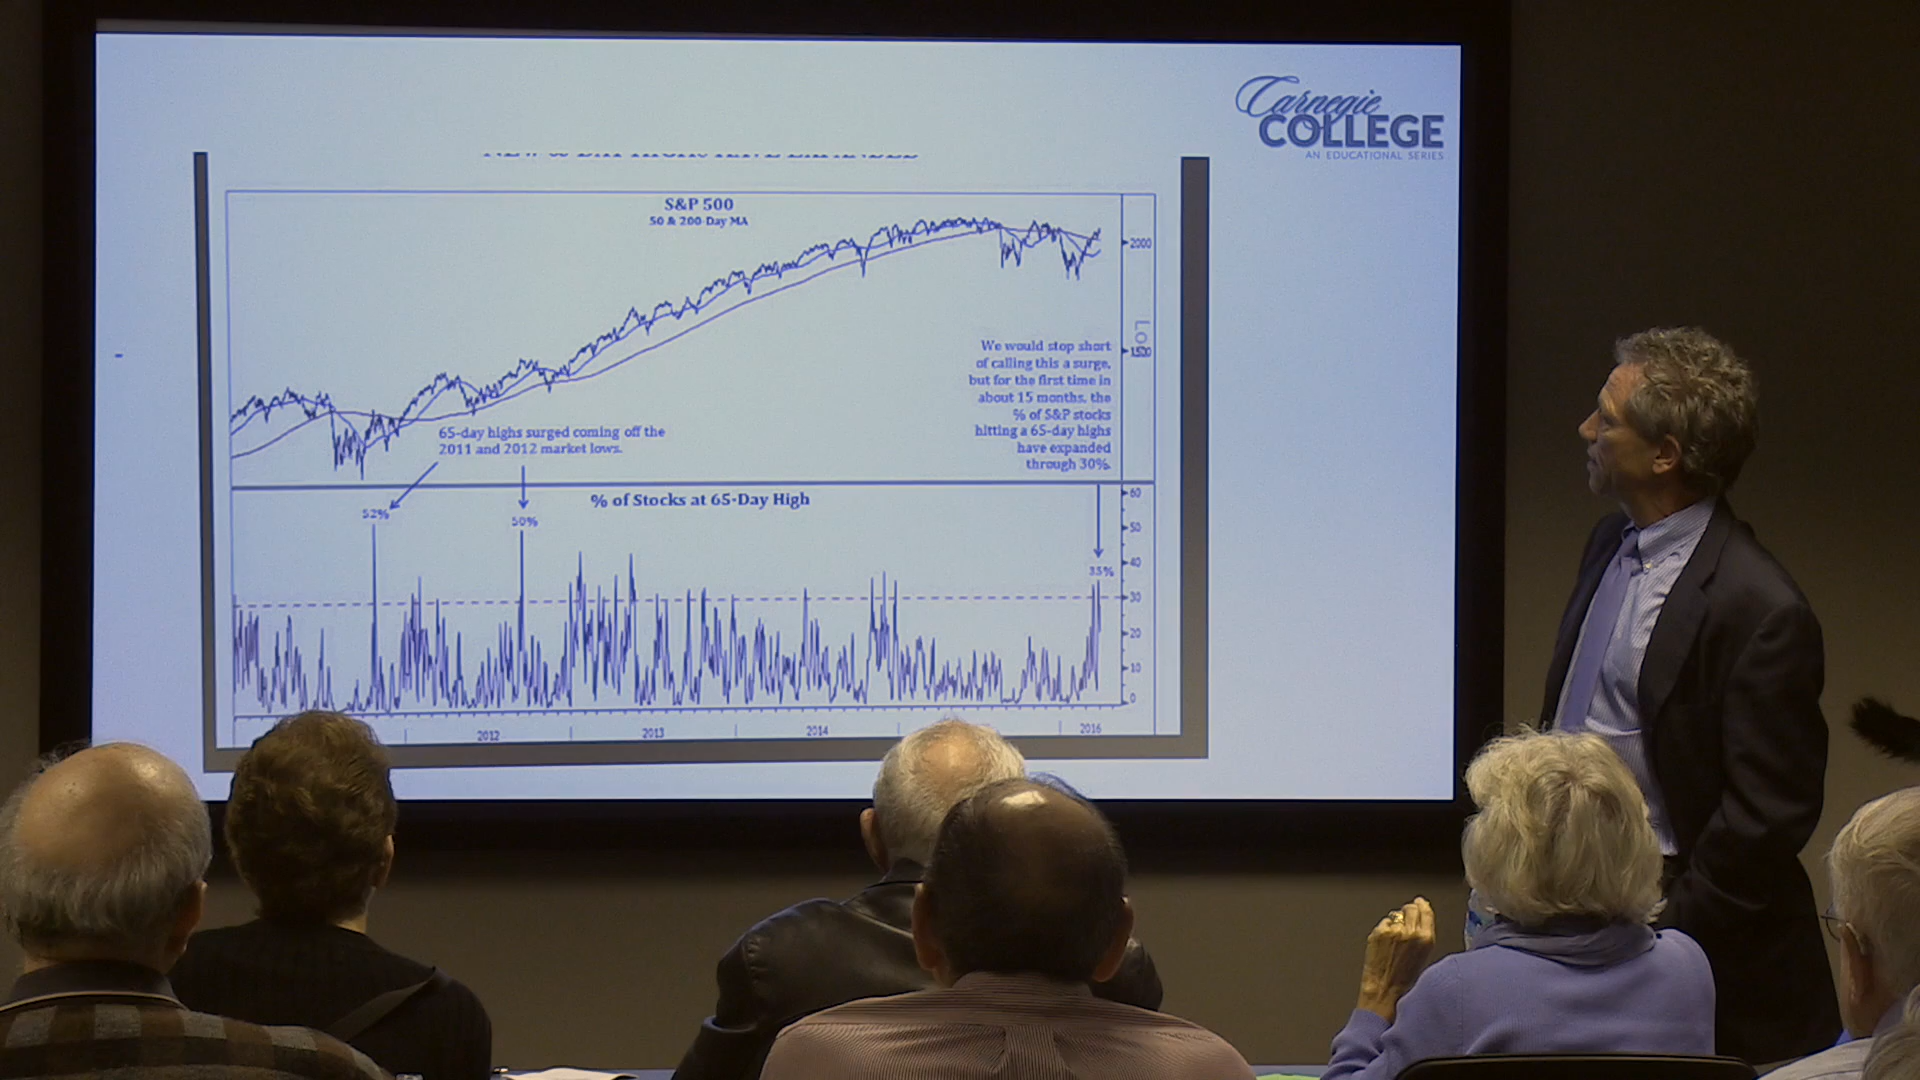 Carnegie
COLLEGE
AN EDUCATIONAL SERIES
S&P 500
50 & 200-Day MA
2000
1500
We would stop short
of calling this a surge,
but for the first time in
about 15 months, the
% of S&P stocks
hitting a 65-day highs
have expanded
through 30%.
65-day highs surged coming off the
2011 and 2012 market lows.
% of Stocks at 65-Day High
52%
50%
35%
60
50
40
30
20
10
0
2012
2013
2014
2016